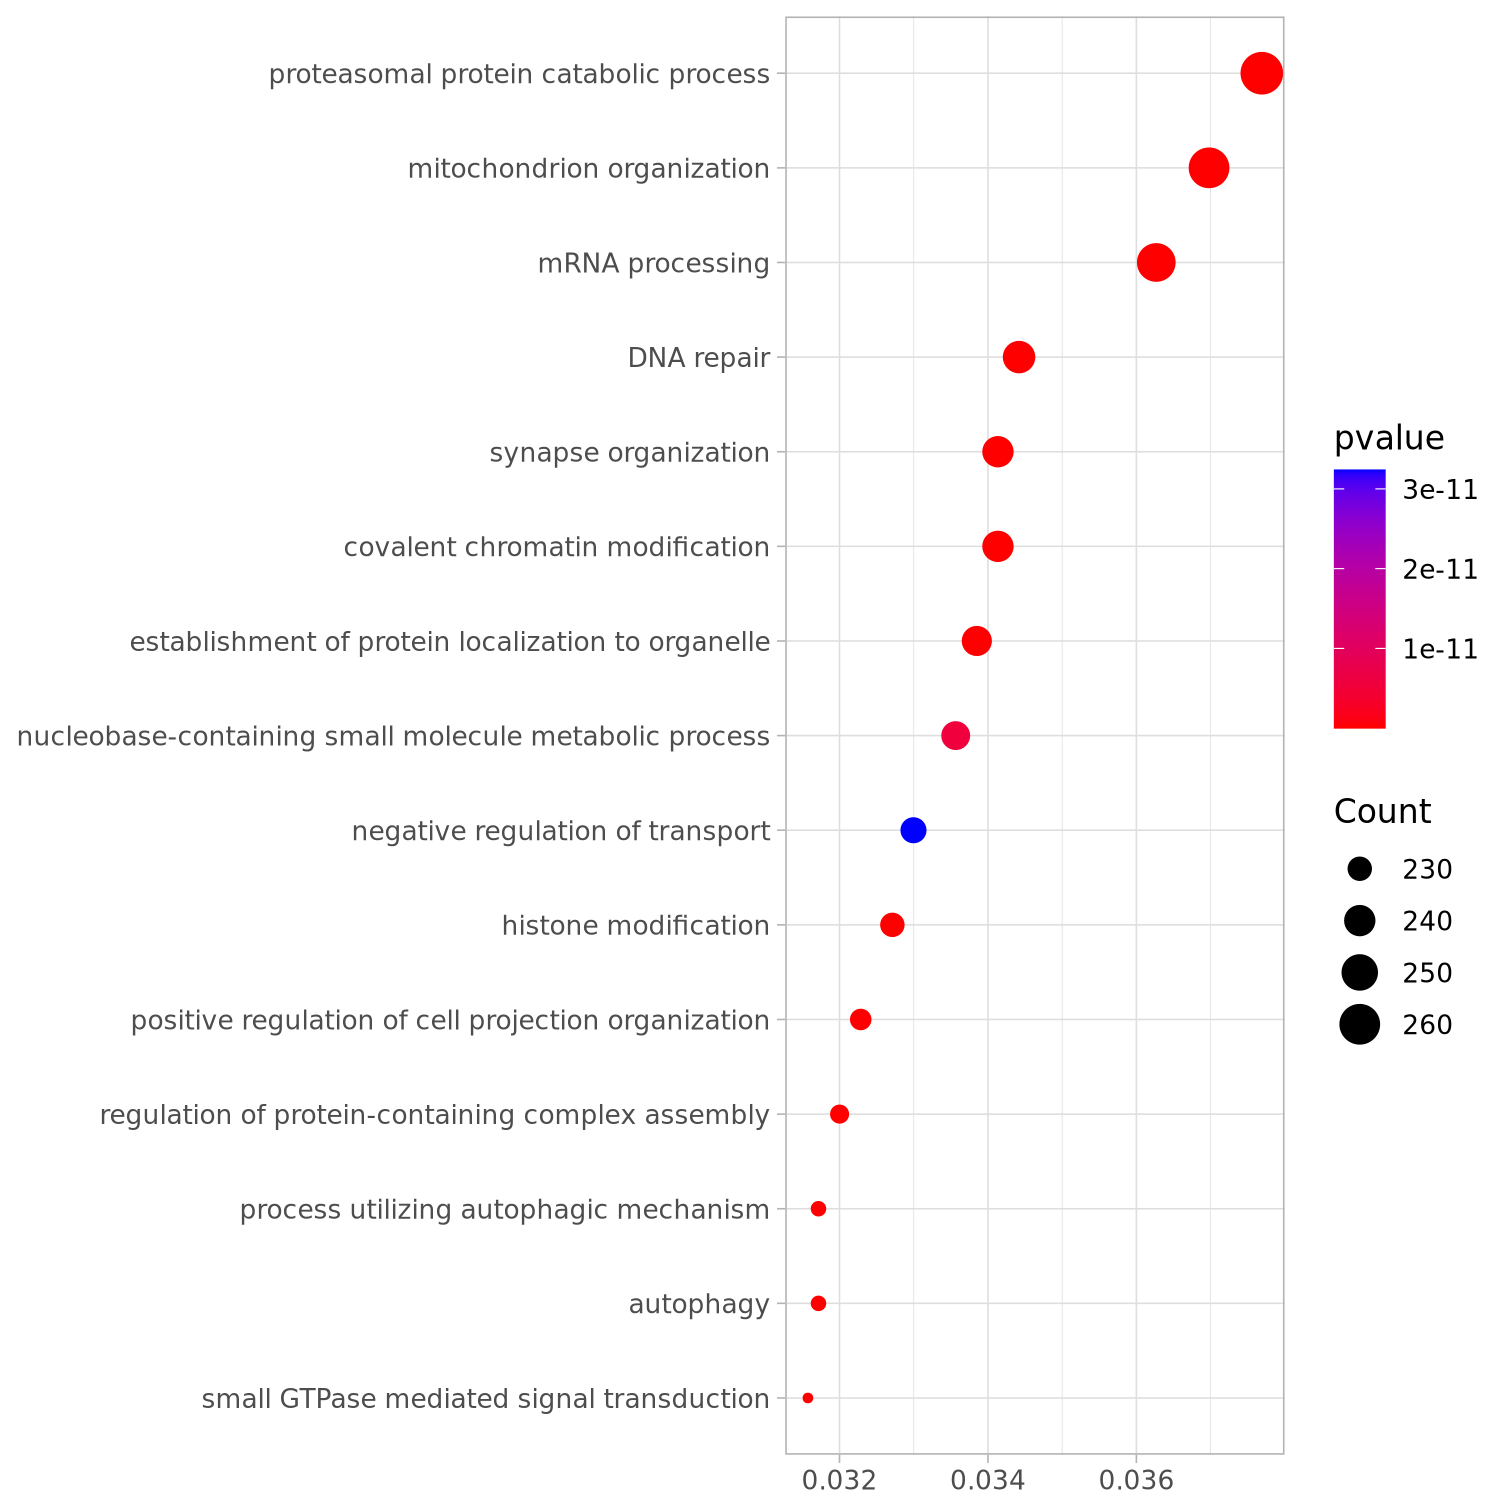 proteasomal protein catabolic process
mitochondrion organization
mRNA processing
DNA repair
synapse organization
covalent chromatin modification
establishment of protein localization to organelle
nucleobase-containing small molecule metabolic process
negative regulation of transport
histone modification
positive regulation of cell projection organization
regulation of protein-containing complex assembly
process utilizing autophagic mechanism
autophagy
small GTPase mediated signal transduction
0.032 0.034 0.036
pvalue
3e-11
2e-11
1e-11
Count
230
240
250
260